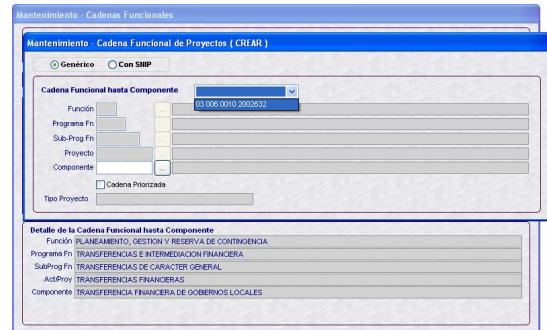 Mantenimiento - Cadenas Funcionales
Mantenimiento - Cadena Funcional de Proyectos ( CREAR )
Genérico Con SNIP
Cadena Funcional hasta Componente
03 006 0010 2002632
Función ...
Programa Fn ...
Sub-Prog Fn ...
Proyecto ...
Componente ...
Cadena Priorizada
Tipo Proyecto
Detalle de la Cadena Funcional hasta Componente
Función PLANEAMIENTO, GESTION Y RESERVA DE CONTINGENCIA
Programa Fn TRANSFERENCIAS E INTERMEDIACION FINANCIERA
SubProg Fn TRANSFERENCIAS DE CARACTER GENERAL
Act/Proy TRANSFERENCIAS FINANCIERAS
Componente TRANSFERENCIA FINANCIERA DE GOBIERNOS LOCALES